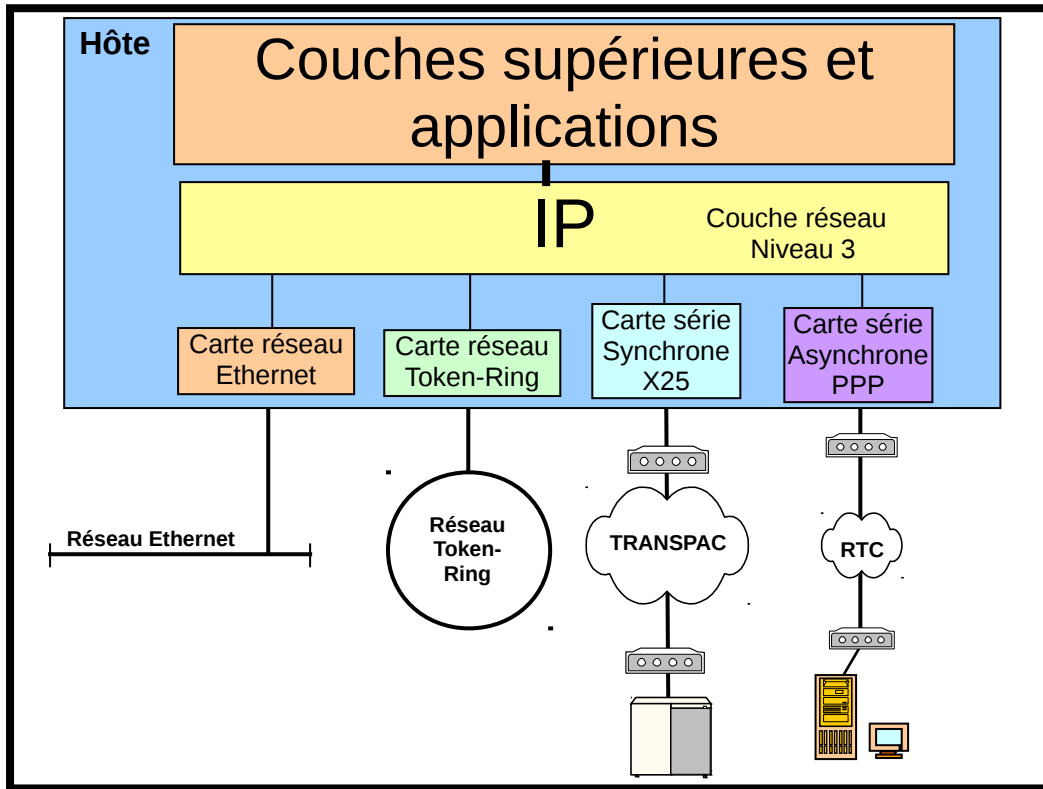 Hôte
Couches supérieures et
applications
IP
Couche réseau
Niveau 3
Carte réseau
Ethernet
Carte réseau
Token-Ring
Carte série
Synchrone
X25
Carte série
Asynchrone
PPP
Réseau Ethernet
Réseau
Token-
Ring
TRANSPAC
RTC